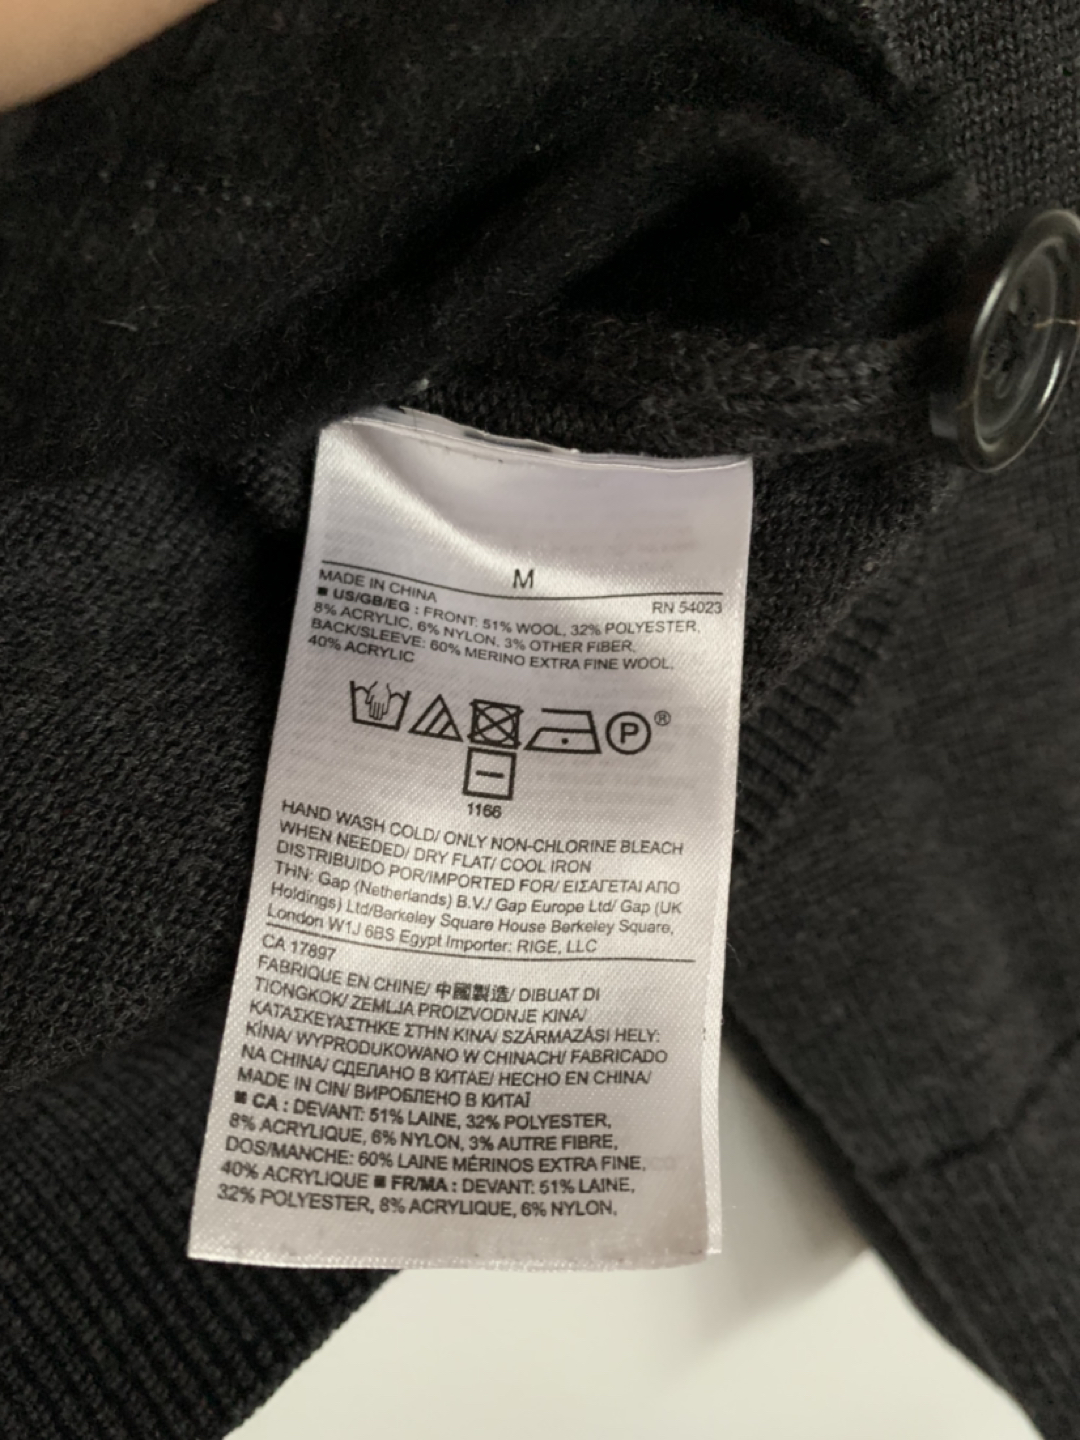 M
MADE IN CHINA
RN 54023
■ US/GB/EG : FRONT: 51% WOOL, 32% POLYESTER,
8% ACRYLIC, 6% NYLON, 3% OTHER FIBER,
BACK/SLEEVE: 60% MERINO EXTRA FINE WOOL,
40% ACRYLIC
P®
1166
HAND WASH COLD/ ONLY NON-CHLORINE BLEACH
WHEN NEEDED/ DRY FLAT/ COOL IRON
DISTRIBUIDO POR/IMPORTED FOR/ ΕΙΣΑΓΕΤΑΙ ΑΠΟ
THN: Gap (Netherlands) B.V./ Gap Europe Ltd/ Gap (UK
Holdings) Ltd/Berkeley Square House Berkeley Square,
London W1J 6BS Egypt Importer: RIGE, LLC
CA 17897
FABRIQUE EN CHINE/ 中國製造/ DIBUAT DI
TIONGKOK/ ZEMLJA PROIZVODNJE KINA/
ΚΑΤΑΣΚΕΥΑΣΤΗΚΕ ΣΤΗΝ ΚΙΝΑ/ SZÁRMAZÁSI HELY:
KÍNA/ WYPRODUKOWANO W CHINACH/ FABRICADO
NA CHINA/ СДЕЛАНО В КИТАЕ/ HECHO EN CHINA/
MADE IN CIN/ ВИРОБЛЕНО В КИТАЇ
■ CA : DEVANT: 51% LAINE, 32% POLYESTER,
8% ACRYLIQUE, 6% NYLON, 3% AUTRE FIBRE,
DOS/MANCHE: 60% LAINE MÉRINOS EXTRA FINE,
40% ACRYLIQUE ■ FR/MA : DEVANT: 51% LAINE,
32% POLYESTER, 8% ACRYLIQUE, 6% NYLON,